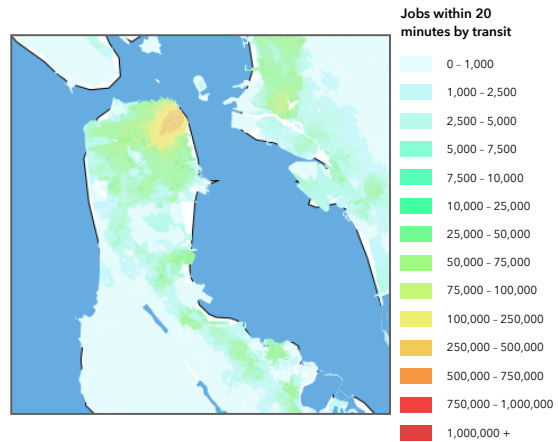 Jobs within 20
minutes by transit
0 – 1,000
1,000 – 2,500
2,500 – 5,000
5,000 – 7,500
7,500 – 10,000
10,000 – 25,000
25,000 – 50,000
50,000 – 75,000
75,000 – 100,000
100,000 – 250,000
250,000 – 500,000
500,000 – 750,000
750,000 – 1,000,000
1,000,000 +